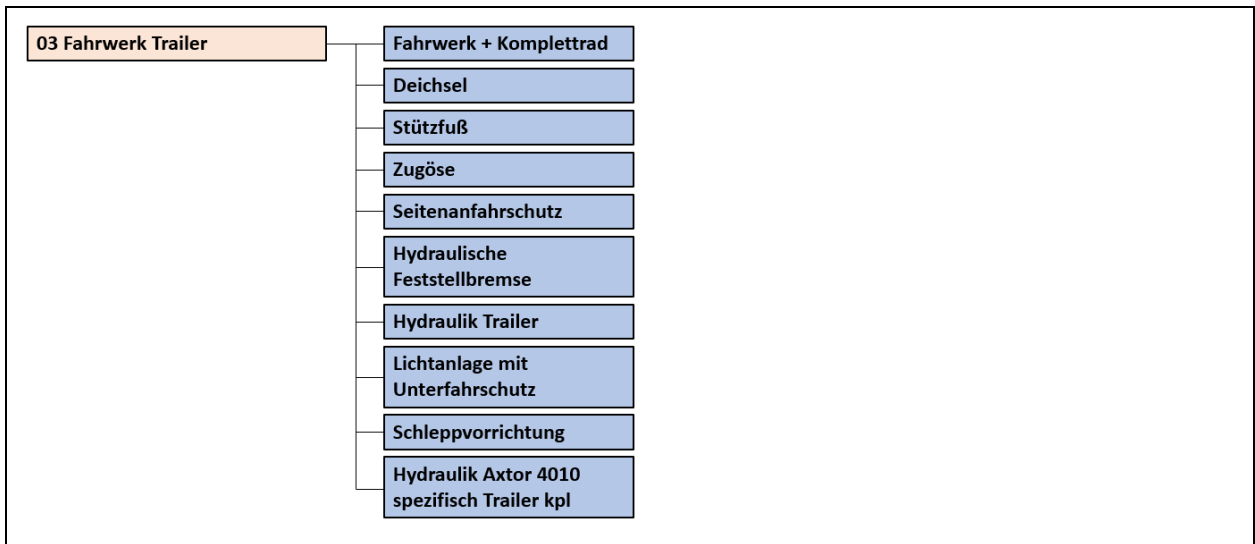 03 Fahrwerk Trailer
Fahrwerk + Komplettrad
Deichsel
Stützfuß
Zugöse
Seitenanfahrschutz
Hydraulische
Feststellbremse
Hydraulik Trailer
Lichtanlage mit
Unterfahrschutz
Schleppvorrichtung
Hydraulik Axtor 4010
spezifisch Trailer kpl